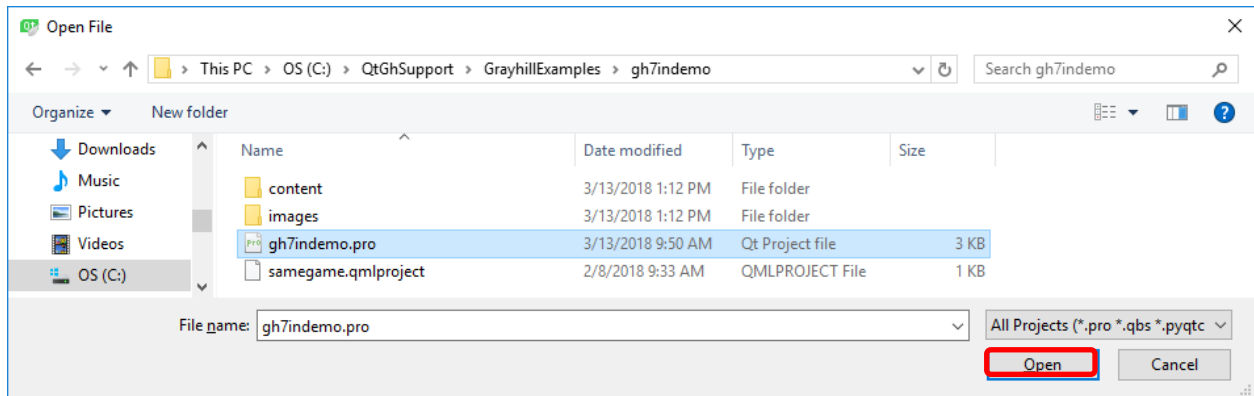 Open File
This PC > OS (C:) > QtGhSupport > GrayhillExamples > gh7indemo
Search gh7indemo
Organize
New folder
Downloads
Music
Pictures
Videos
OS (C:)
Name Date modified Type Size
content 3/13/2018 1:12 PM File folder
images 3/13/2018 1:12 PM File folder
gh7indemo.pro 3/13/2018 9:50 AM Qt Project file 3 KB
samegame.qmlproject 2/8/2018 9:33 AM QMLPROJECT File 1 KB
File name: gh7indemo.pro
All Projects (*.pro *.qbs *.pyqtc
Open Cancel